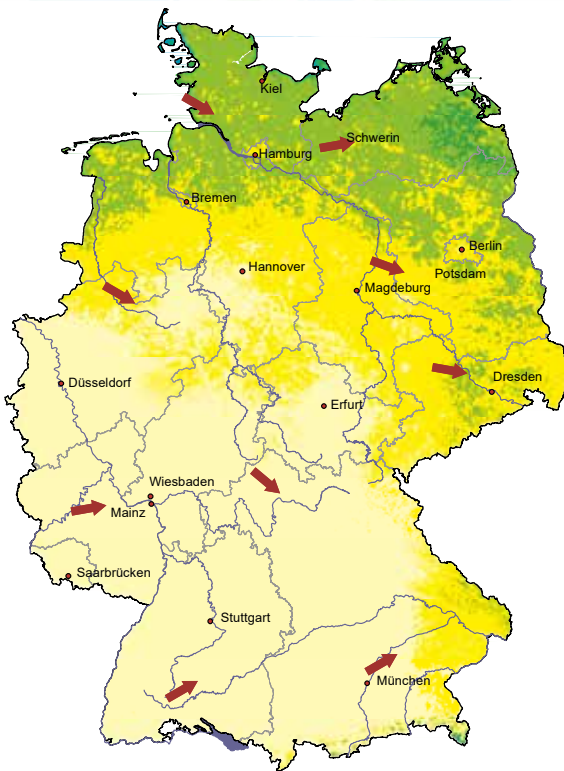 Kiel
Schwerin
Hamburg
Bremen
Berlin
Hannover
Potsdam
Magdeburg
Düsseldorf
Dresden
Erfurt
Wiesbaden
Mainz
Saarbrücken
Stuttgart
München